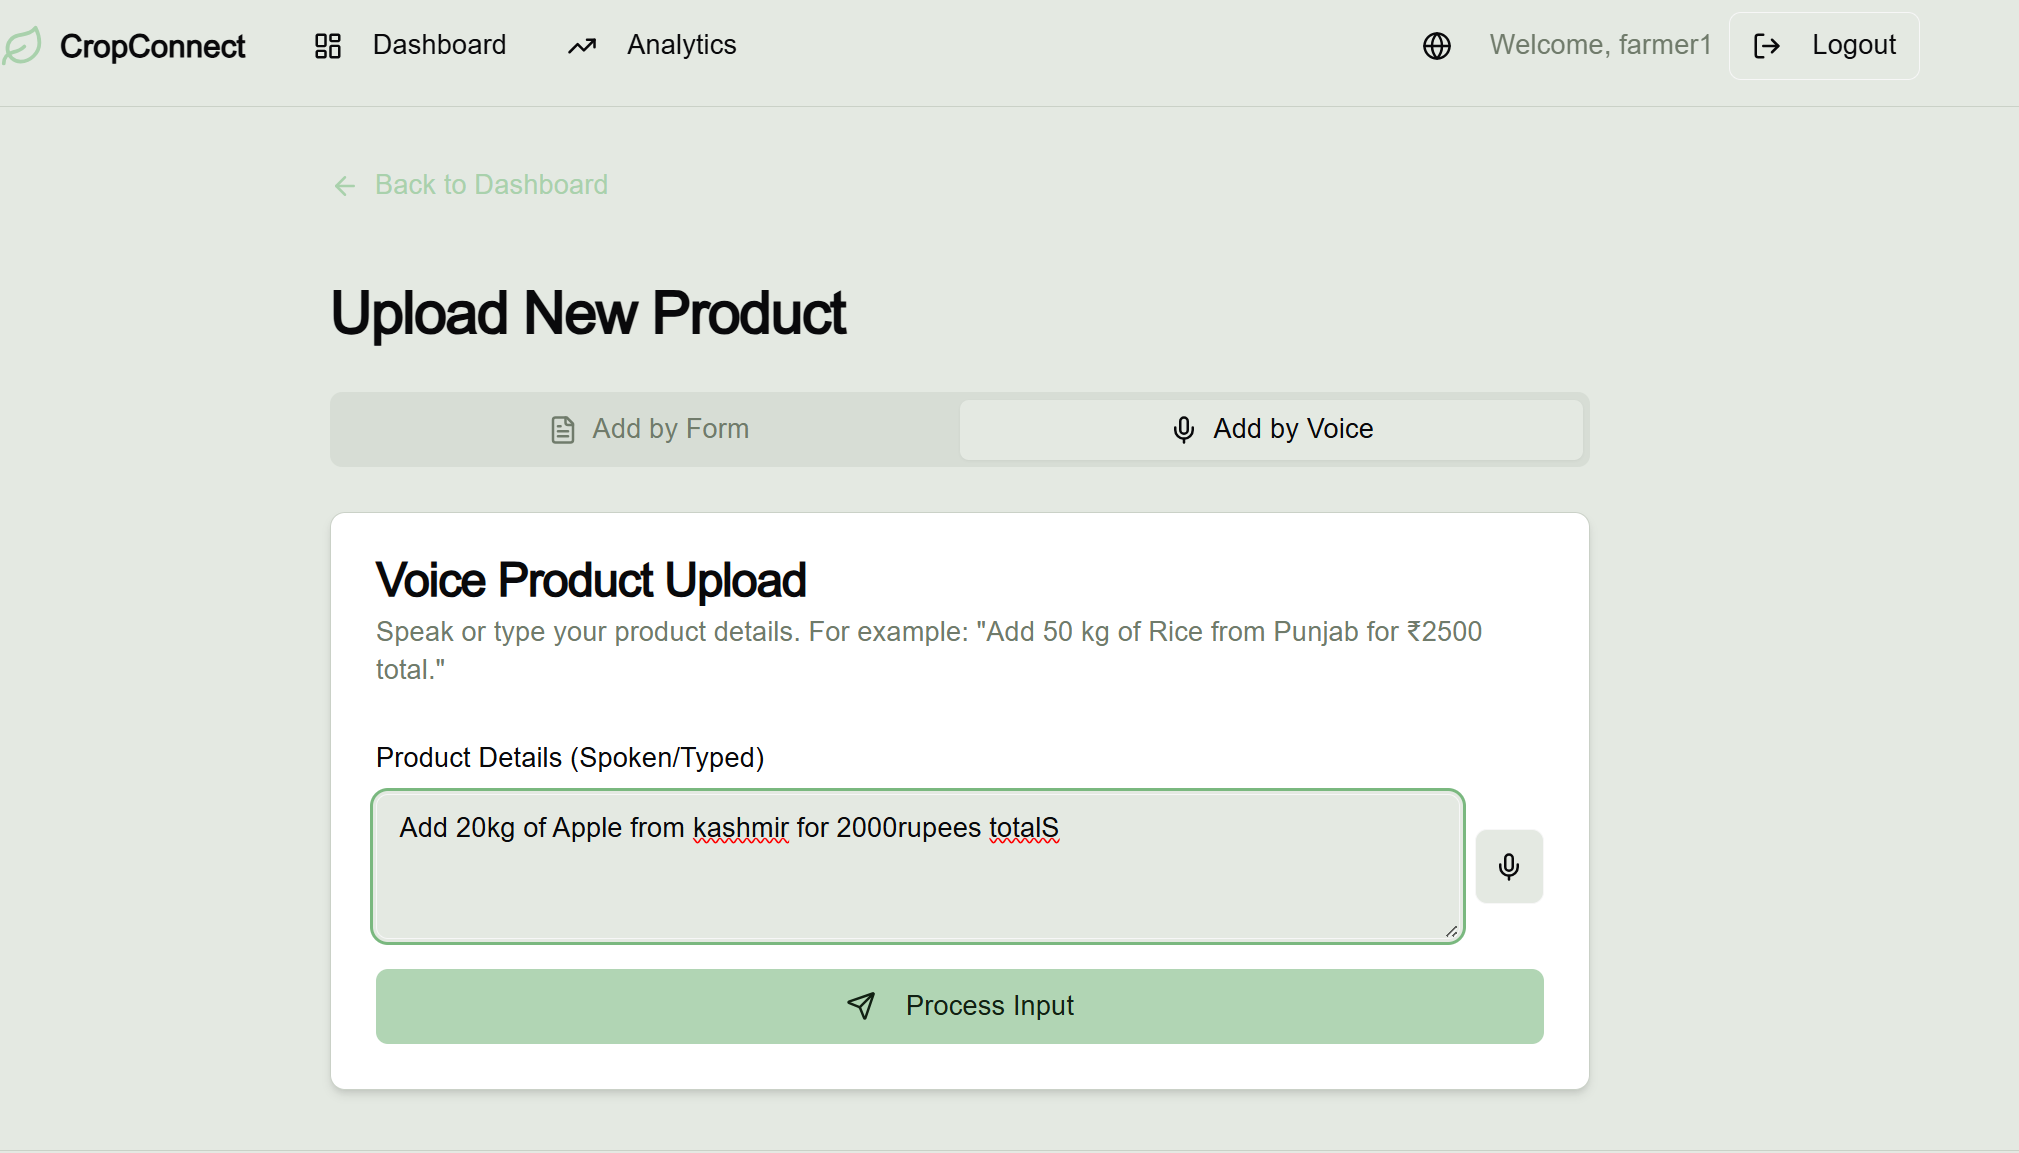 CropConnect
Dashboard
Analytics
Welcome, farmer1
Logout
Back to Dashboard
Upload New Product
Add by Form
Add by Voice
Voice Product Upload
Speak or type your product details. For example: "Add 50 kg of Rice from Punjab for ₹2500
total."
Product Details (Spoken/Typed)
Add 20kg of Apple from kashmir for 2000rupees totalS
Process Input